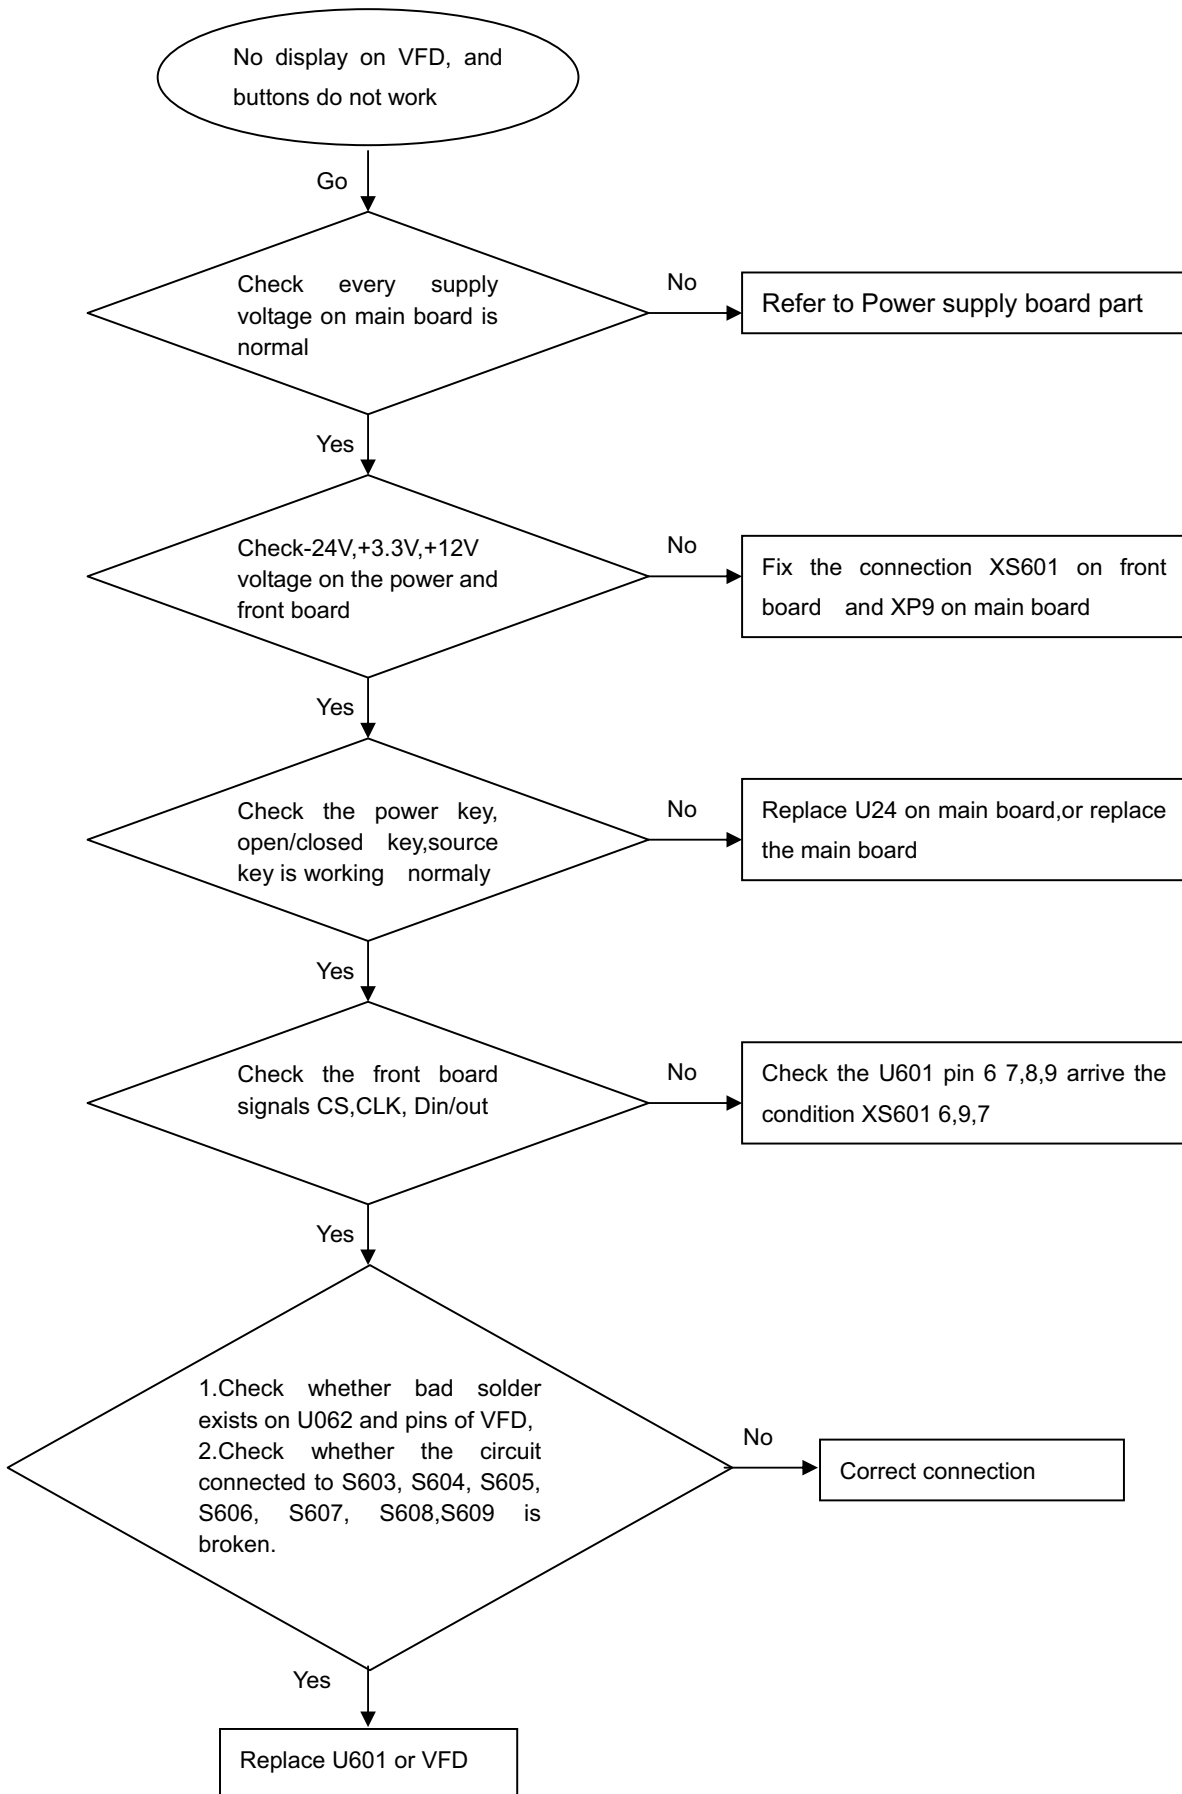 No display on VFD, and
buttons do not work
Go
Check every supply
voltage on main board is
normal
No
Refer to Power supply board part
Yes
Check-24V,+3.3V,+12V
voltage on the power and
front board
No
Fix the connection XS601 on front
board and XP9 on main board
Yes
Check the power key,
open/closed key,source
key is working normaly
No
Replace U24 on main board,or replace
the main board
Yes
Check the front board
signals CS,CLK, Din/out
No
Check the U601 pin 6 7,8,9 arrive the
condition XS601 6,9,7
Yes
1.Check whether bad solder
exists on U062 and pins of VFD,
2.Check whether the circuit
connected to S603, S604, S605,
S606, S607, S608,S609 is
broken.
No
Correct connection
Yes
Replace U601 or VFD